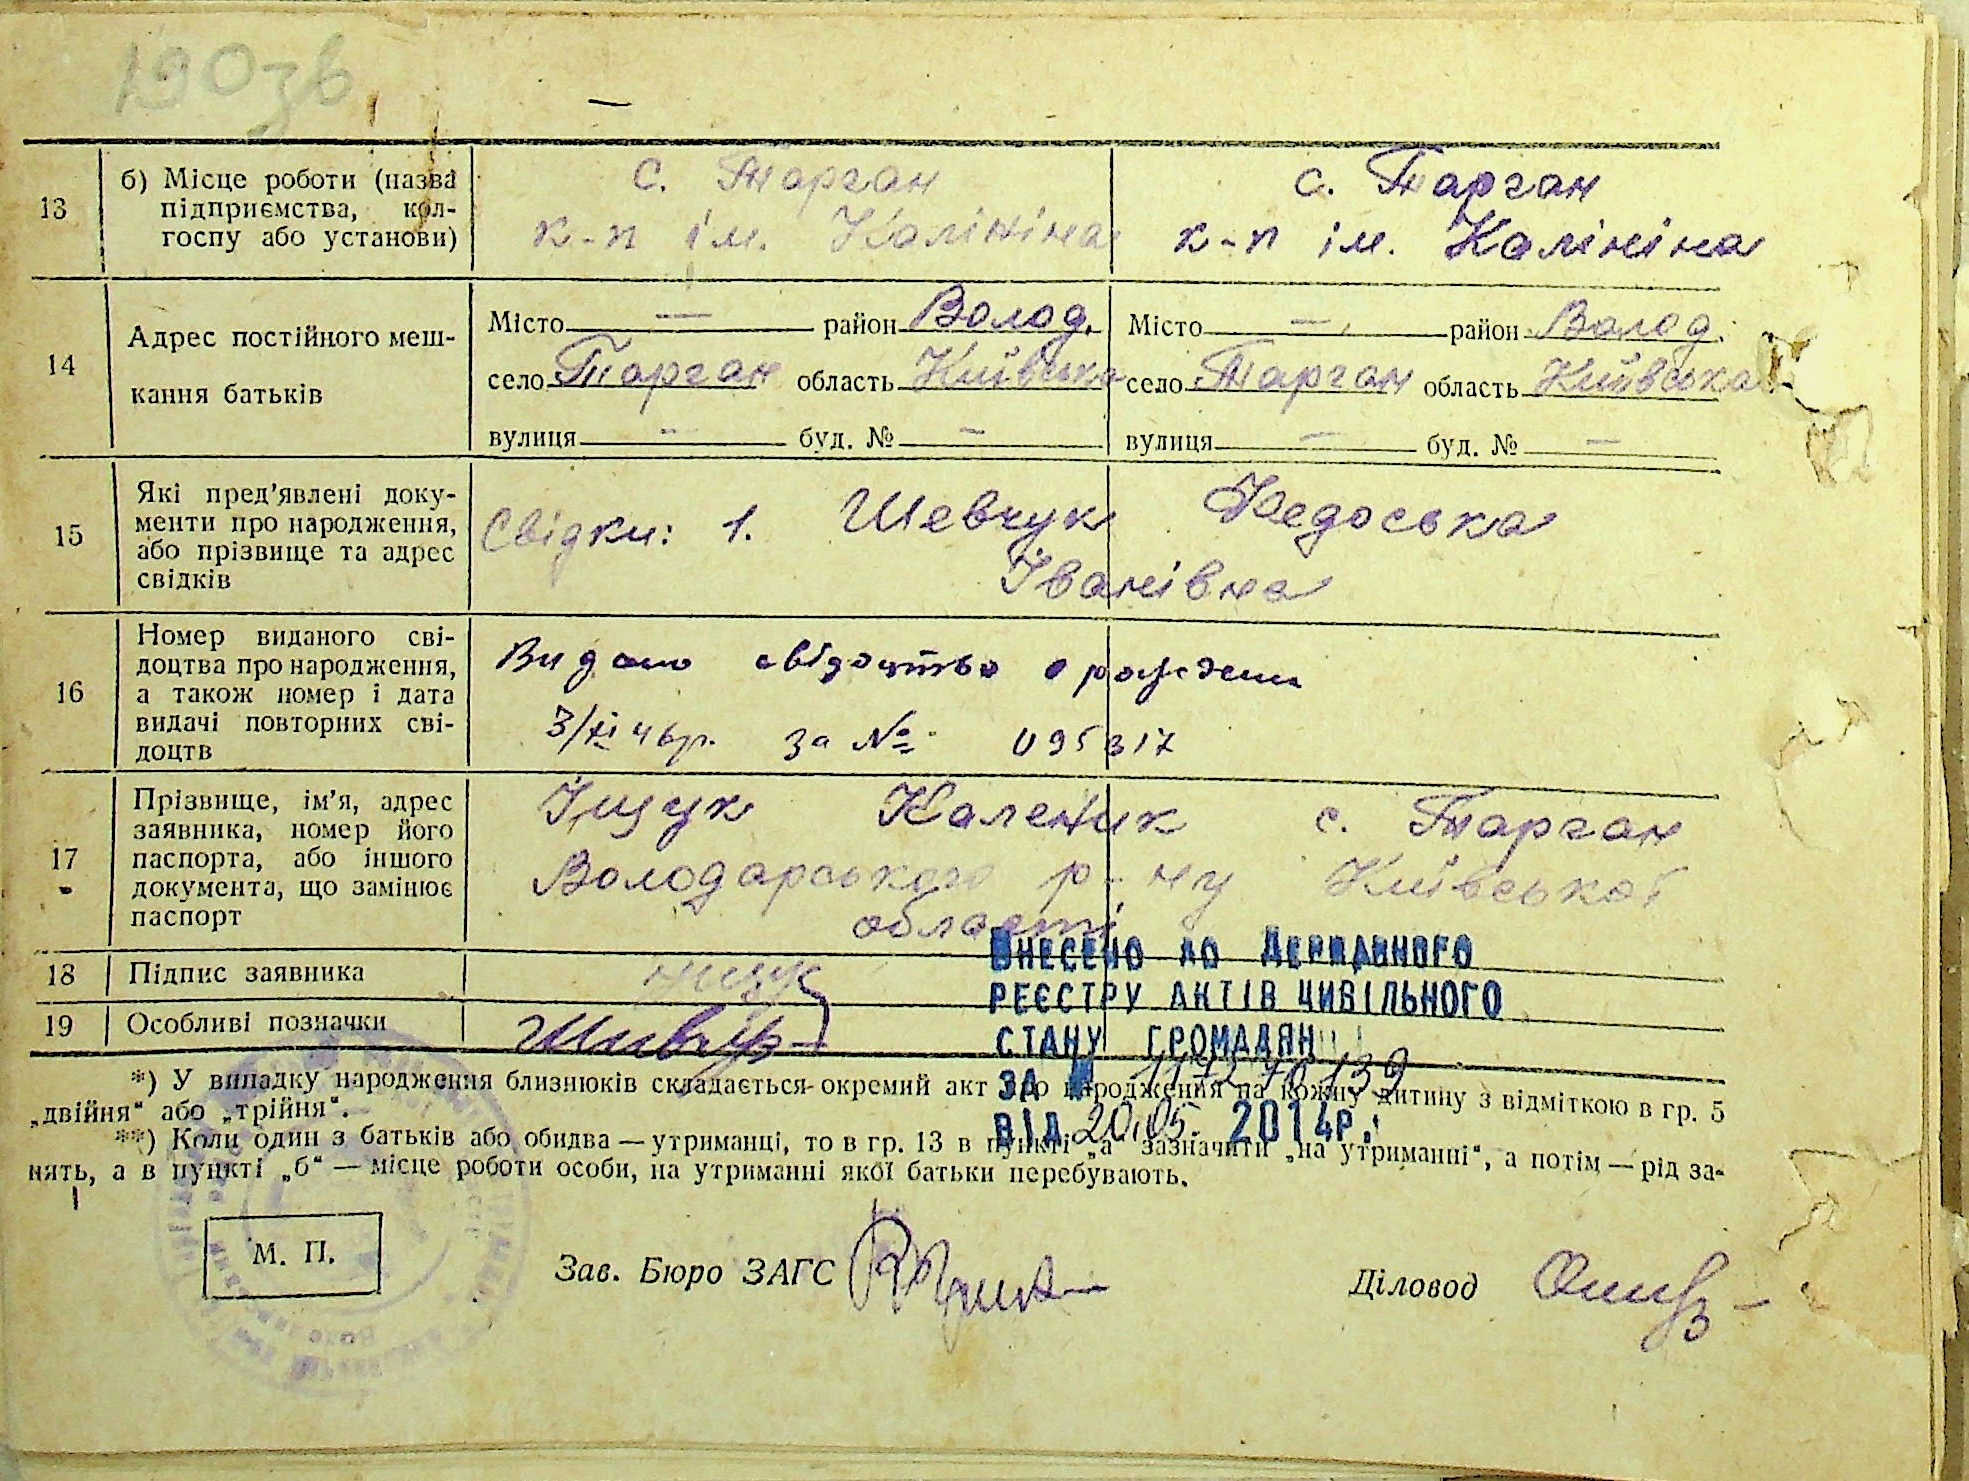 190зв
13
б) Місце роботи (назва
підприємства, кол-
госпу або установи)
с. Тарган
к-п ім. Калініна
с. Тарган
к-п ім. Калініна
14
Адрес постійного меш-
кання батьків
Місто — район Волод.
село Тарган область Київська
вулиця — буд. № —
Місто — район Волод.
село Тарган область Київська
вулиця — буд. № —
15
Які пред'явлені доку-
менти про народження,
або прізвище та адрес
свідків
Свідки: 1. Шевчук Федоська
Іванівна
16
Номер виданого сві-
доцтва про народження,
а також номер і дата
видачі повторних сві-
доцтв
Видано свідоцтво о рождении
за № 095317
17
Прізвище, ім'я, адрес
заявника, номер його
паспорта, або іншого
документа, що замінює
паспорт
Іщук Каленик с. Тарган
Володарського р-ну Київської
області
18
Підпис заявника
19
Особливі позначки
ВНЕСЕНО ДО ДЕРЖАВНОГО
РЕЄСТРУ АКТІВ ЦИВІЛЬНОГО
СТАНУ ГРОМАДЯН
ЗА №
ВІД 20.05. 2014р.
*) У випадку народження близнюків складається окремий акт про народження на кожну дитину з відміткою в гр. 5
„двійня“ або „трійня“.
**) Коли один з батьків або обидва — утриманці, то в гр. 13 в пункті „а“ зазначити „на утриманні“, а потім — рід за-
нять, а в пункті „б“ — місце роботи особи, на утриманні якої батьки перебувають.
М. П.
Зав. Бюро ЗАГС
Діловод